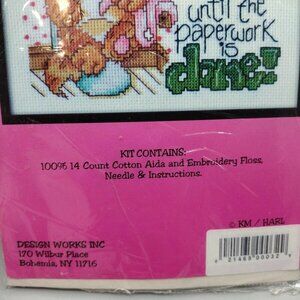 until the
paperwork
is
done!
KIT CONTAINS:
100% 14 Count Cotton Aida and Embroidery Floss,
Needle & Instructions.
© KM / HARL
DESIGN WORKS INC
170 Wilbur Place
Bohemia, NY 11716